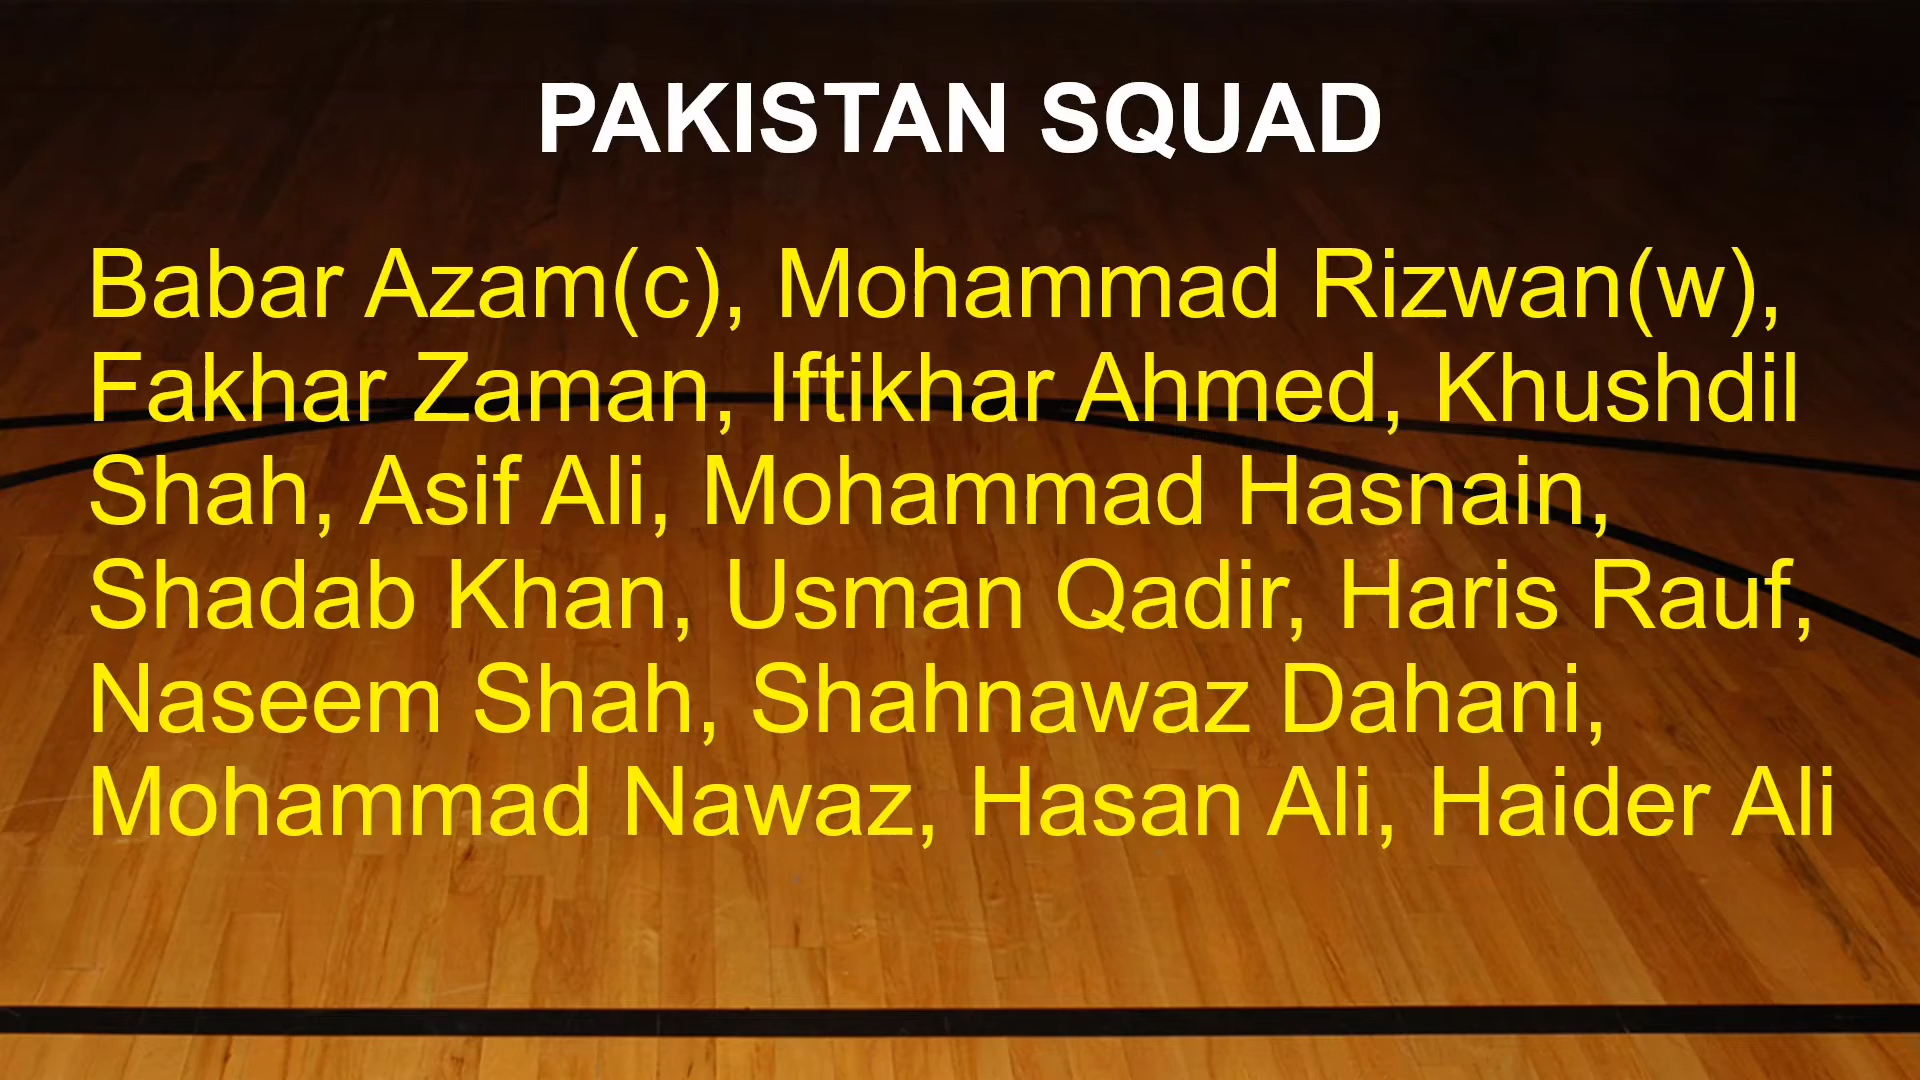 PAKISTAN SQUAD
Babar Azam(c), Mohammad Rizwan(w),
Fakhar Zaman, Iftikhar Ahmed, Khushdil
Shah, Asif Ali, Mohammad Hasnain,
Shadab Khan, Usman Qadir, Haris Rauf,
Naseem Shah, Shahnawaz Dahani,
Mohammad Nawaz, Hasan Ali, Haider Ali